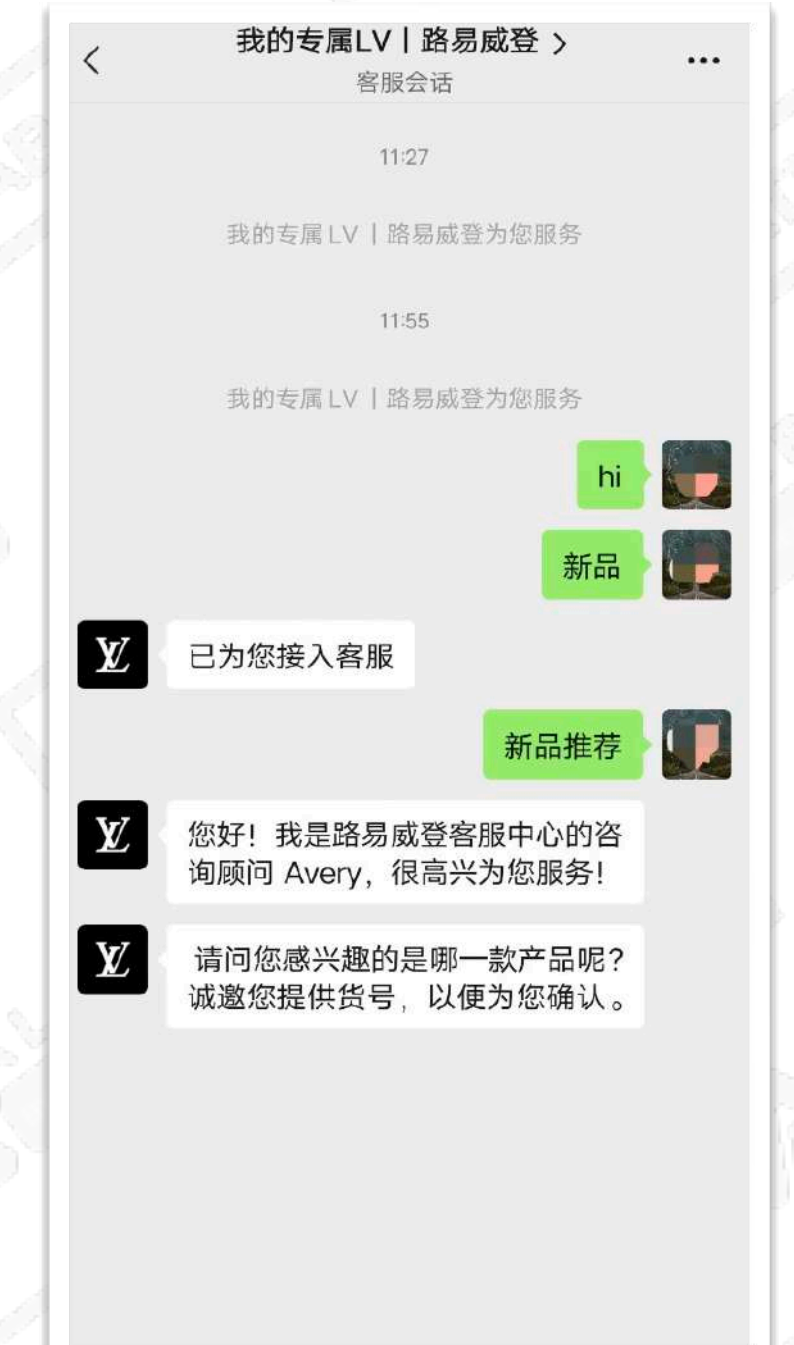 我的专属LV丨路易威登 >
客服会话
11:27
我的专属LV丨路易威登为您服务
11:55
我的专属LV丨路易威登为您服务
hi
新品
已为您接入客服
新品推荐
您好！我是路易威登客服中心的咨
询顾问 Avery，很高兴为您服务！
请问您感兴趣的是哪一款产品呢？
诚邀您提供货号，以便为您确认。